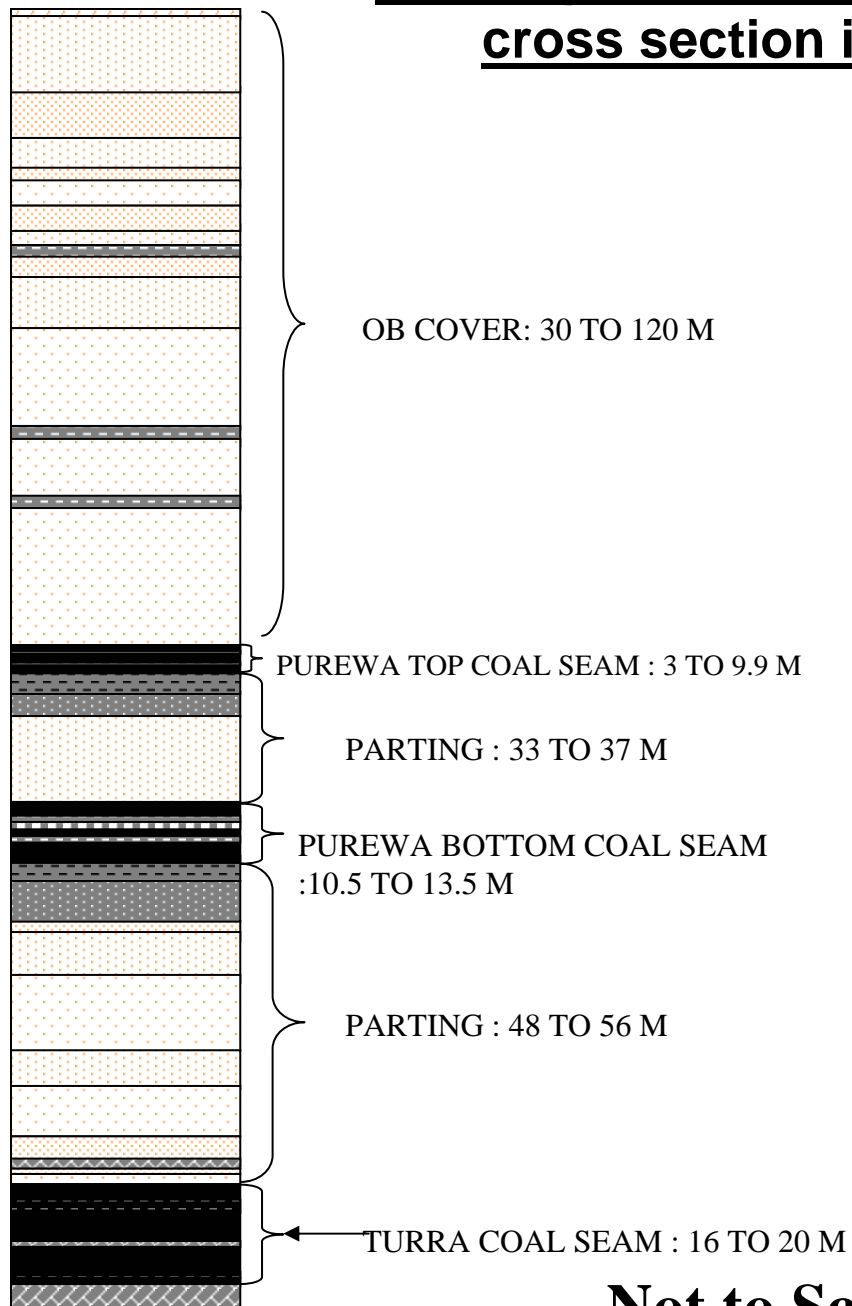 cross section i
OB COVER: 30 TO 120 M
PUREWA TOP COAL SEAM : 3 TO 9.9 M
PARTING : 33 TO 37 M
PUREWA BOTTOM COAL SEAM
:10.5 TO 13.5 M
PARTING : 48 TO 56 M
TURRA COAL SEAM : 16 TO 20 M
Not to Sc